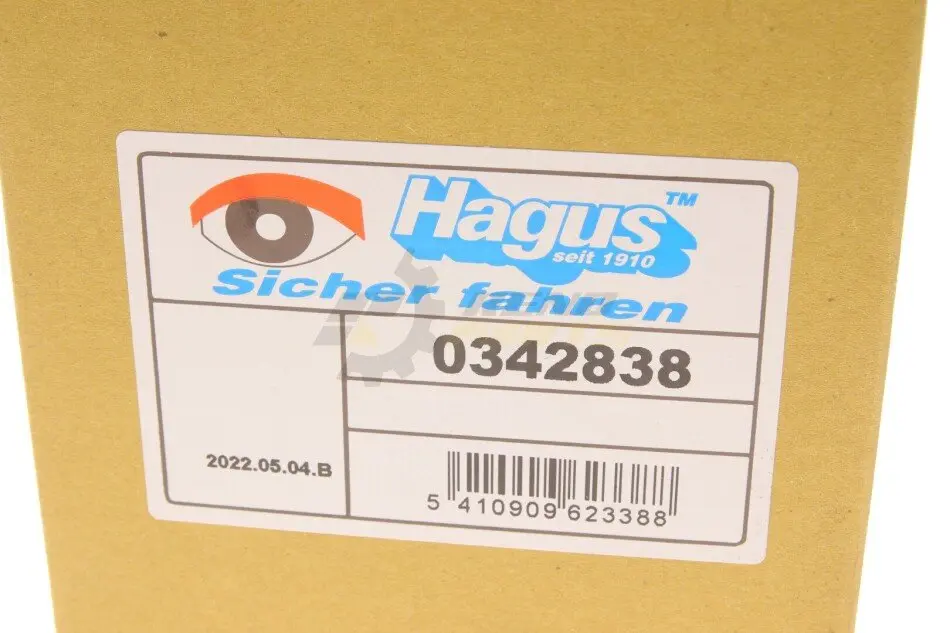 Hagus™
seit 1910
Sicher fahren
0342838
2022.05.04.B
5 410909 623388